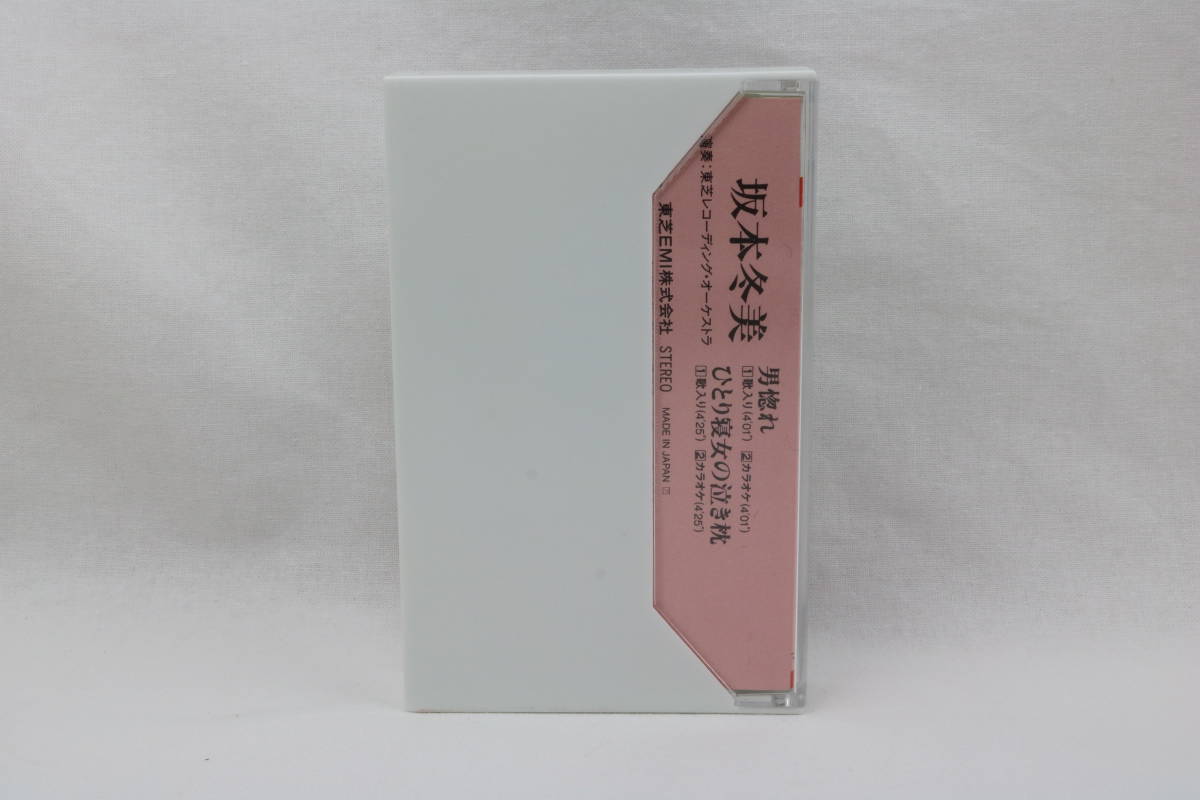 坂本冬美
演奏：東芝レコーディング・オーケストラ
男惚れ
1歌入り(4'01") 2カラオケ(4'01")
ひとり寝女の泣き枕
1歌入り(4'25") 2カラオケ(4'25")
東芝EMI株式会社 STEREO MADE IN JAPAN